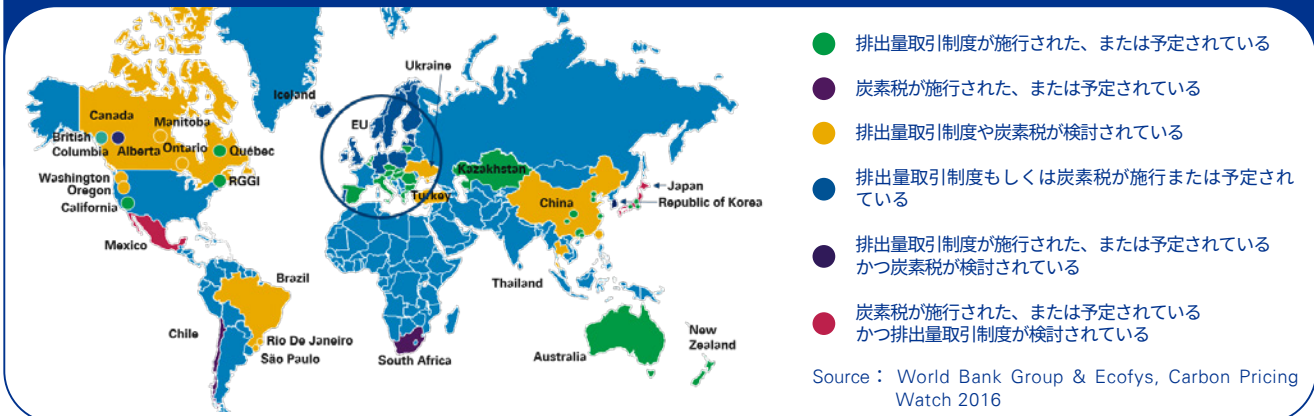 Ukraine
Iceland
EU
Canada
Manitoba
British
Columbia
Alberta
Ontario
Québec
Washington
Oregon
RGGI
California
Mexico
Kazakhstan
Turkey
China
Japan
Republic of Korea
Brazil
Thailand
Chile
Rio De Janeiro
São Paulo
South Africa
Australia
New
Zealand
排出量取引制度が施行された、または予定されている
炭素税が施行された、または予定されている
排出量取引制度や炭素税が検討されている
排出量取引制度もしくは炭素税が施行または予定され
ている
排出量取引制度が施行された、または予定されている
かつ炭素税が検討されている
炭素税が施行された、または予定されている
かつ排出量取引制度が検討されている
Source： World Bank Group & Ecofys, Carbon Pricing
Watch 2016